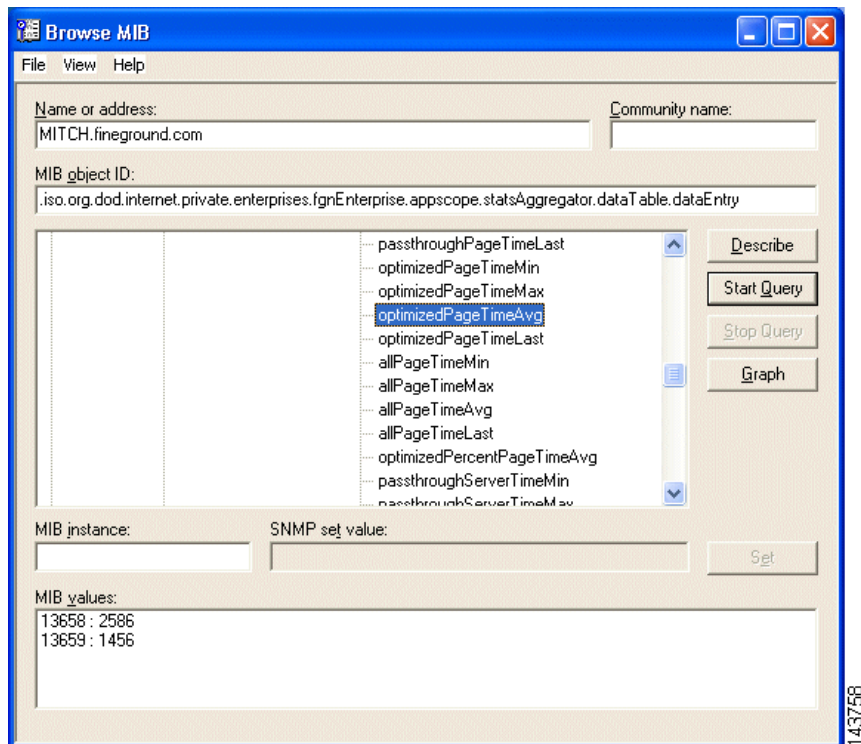 Browse MIB
File View Help
Name or address:
Community name:
MITCH.fineground.com
MIB object ID:
.iso.org.dod.internet.private.enterprises.fgnEnterprise.appscope.statsAggregator.dataTable.dataEntry
passthroughPageTimeLast
Describe
optimizedPageTimeMin
optimizedPageTimeMax
Start Query
optimizedPageTimeAvg
optimizedPageTimeLast
Stop Query
allPageTimeMin
allPageTimeMax
Graph
allPageTimeAvg
allPageTimeLast
optimizedPercentPageTimeAvg
passthroughServerTimeMin
passthroughServerTimeMax
MIB instance:
SNMP set value:
Set
MIB values:
13658 : 2586
13659 : 1456
143758